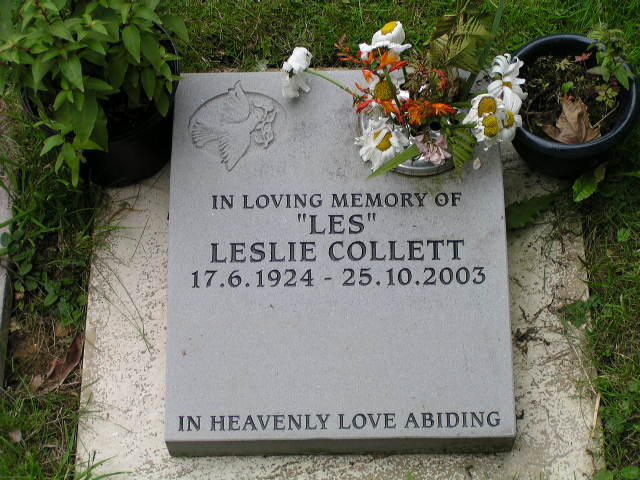 IN LOVING MEMORY OF
"LES"
LESLIE COLLETT
17.6.1924 - 25.10.2003
IN HEAVENLY LOVE ABIDING